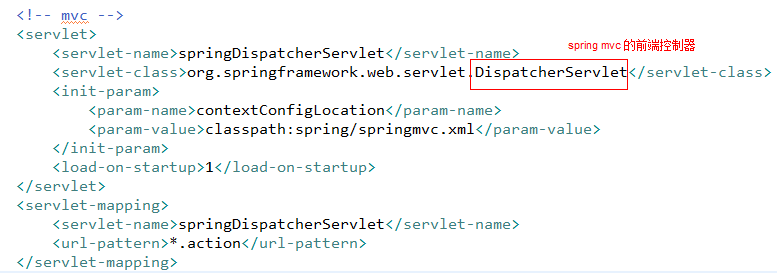 <!-- mvc -->
<servlet>
<servlet-name>springDispatcherServlet</servlet-name>
spring mvc 的前端控制器
<servlet-class>org.springframework.web.servlet.DispatcherServlet</servlet-class>
<init-param>
<param-name>contextConfigLocation</param-name>
<param-value>classpath:spring/springmvc.xml</param-value>
</init-param>
<load-on-startup>1</load-on-startup>
</servlet>
<servlet-mapping>
<servlet-name>springDispatcherServlet</servlet-name>
<url-pattern>*.action</url-pattern>
</servlet-mapping>